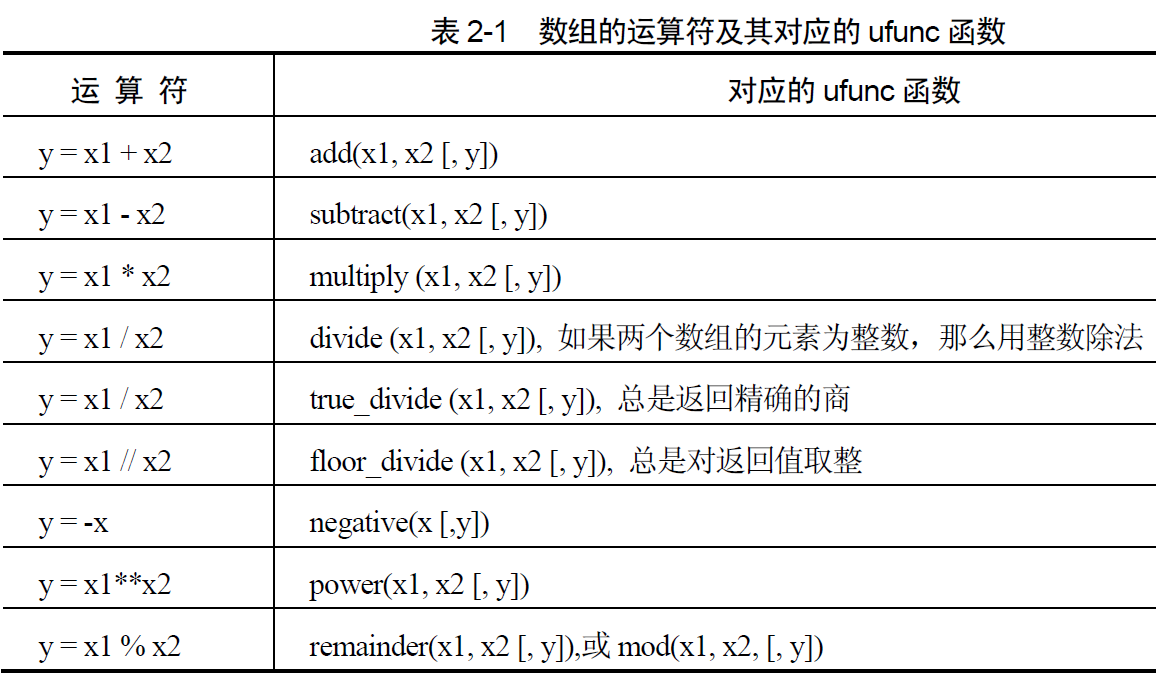 表 2-1 数组的运算符及其对应的 ufunc 函数
运 算 符 对应的 ufunc 函数
y = x1 + x2 add(x1, x2 [, y])
y = x1 - x2 subtract(x1, x2 [, y])
y = x1 * x2 multiply (x1, x2 [, y])
y = x1 / x2 divide (x1, x2 [, y]), 如果两个数组的元素为整数，那么用整数除法
y = x1 / x2 true_divide (x1, x2 [, y]), 总是返回精确的商
y = x1 // x2 floor_divide (x1, x2 [, y]), 总是对返回值取整
y = -x negative(x [,y])
y = x1**x2 power(x1, x2 [, y])
y = x1 % x2 remainder(x1, x2 [, y]),或 mod(x1, x2, [, y])